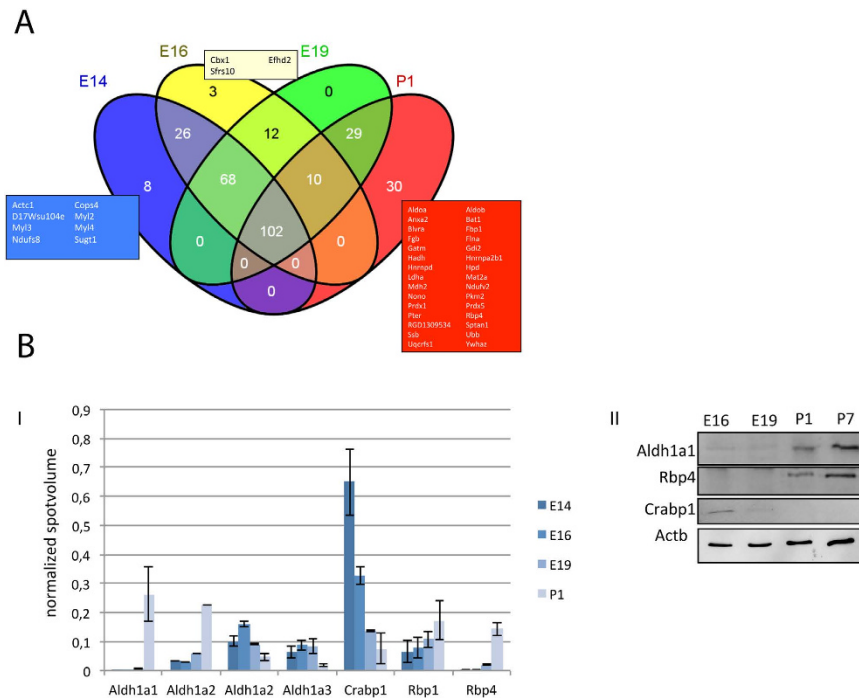 A
E14
E16
E19
P1
Cbx1 Efhd2
Sfrs10
3
0
26
12
29
8
68
10
30
102
0
0
0
0
0
Actc1 Cops4
D17Wsu104e Myl2
Myl3 Myl4
Ndufs8 Sugt1
Aldoa Aldob
Anxa2 Bat1
Blvra Fbp1
Fgb Flna
Gatm Gdi2
Hadh Hnrnpa2b1
Hnrnpd Hpd
Ldha Mat2a
Mdh2 Ndufv2
Nono Pkm2
Prdx1 Prdx5
Pter Rbp4
RGD1309534 Sptan1
Ssb Ubb
Uqcrfs1 Ywhaz
B
I
normalized spotvolume
0,9
0,8
0,7
0,6
0,5
0,4
0,3
0,2
0,1
0
Aldh1a1 Aldh1a2 Aldh1a2 Aldh1a3 Crabp1 Rbp1 Rbp4
E14
E16
E19
P1
II
E16 E19 P1 P7
Aldh1a1
Rbp4
Crabp1
Actb